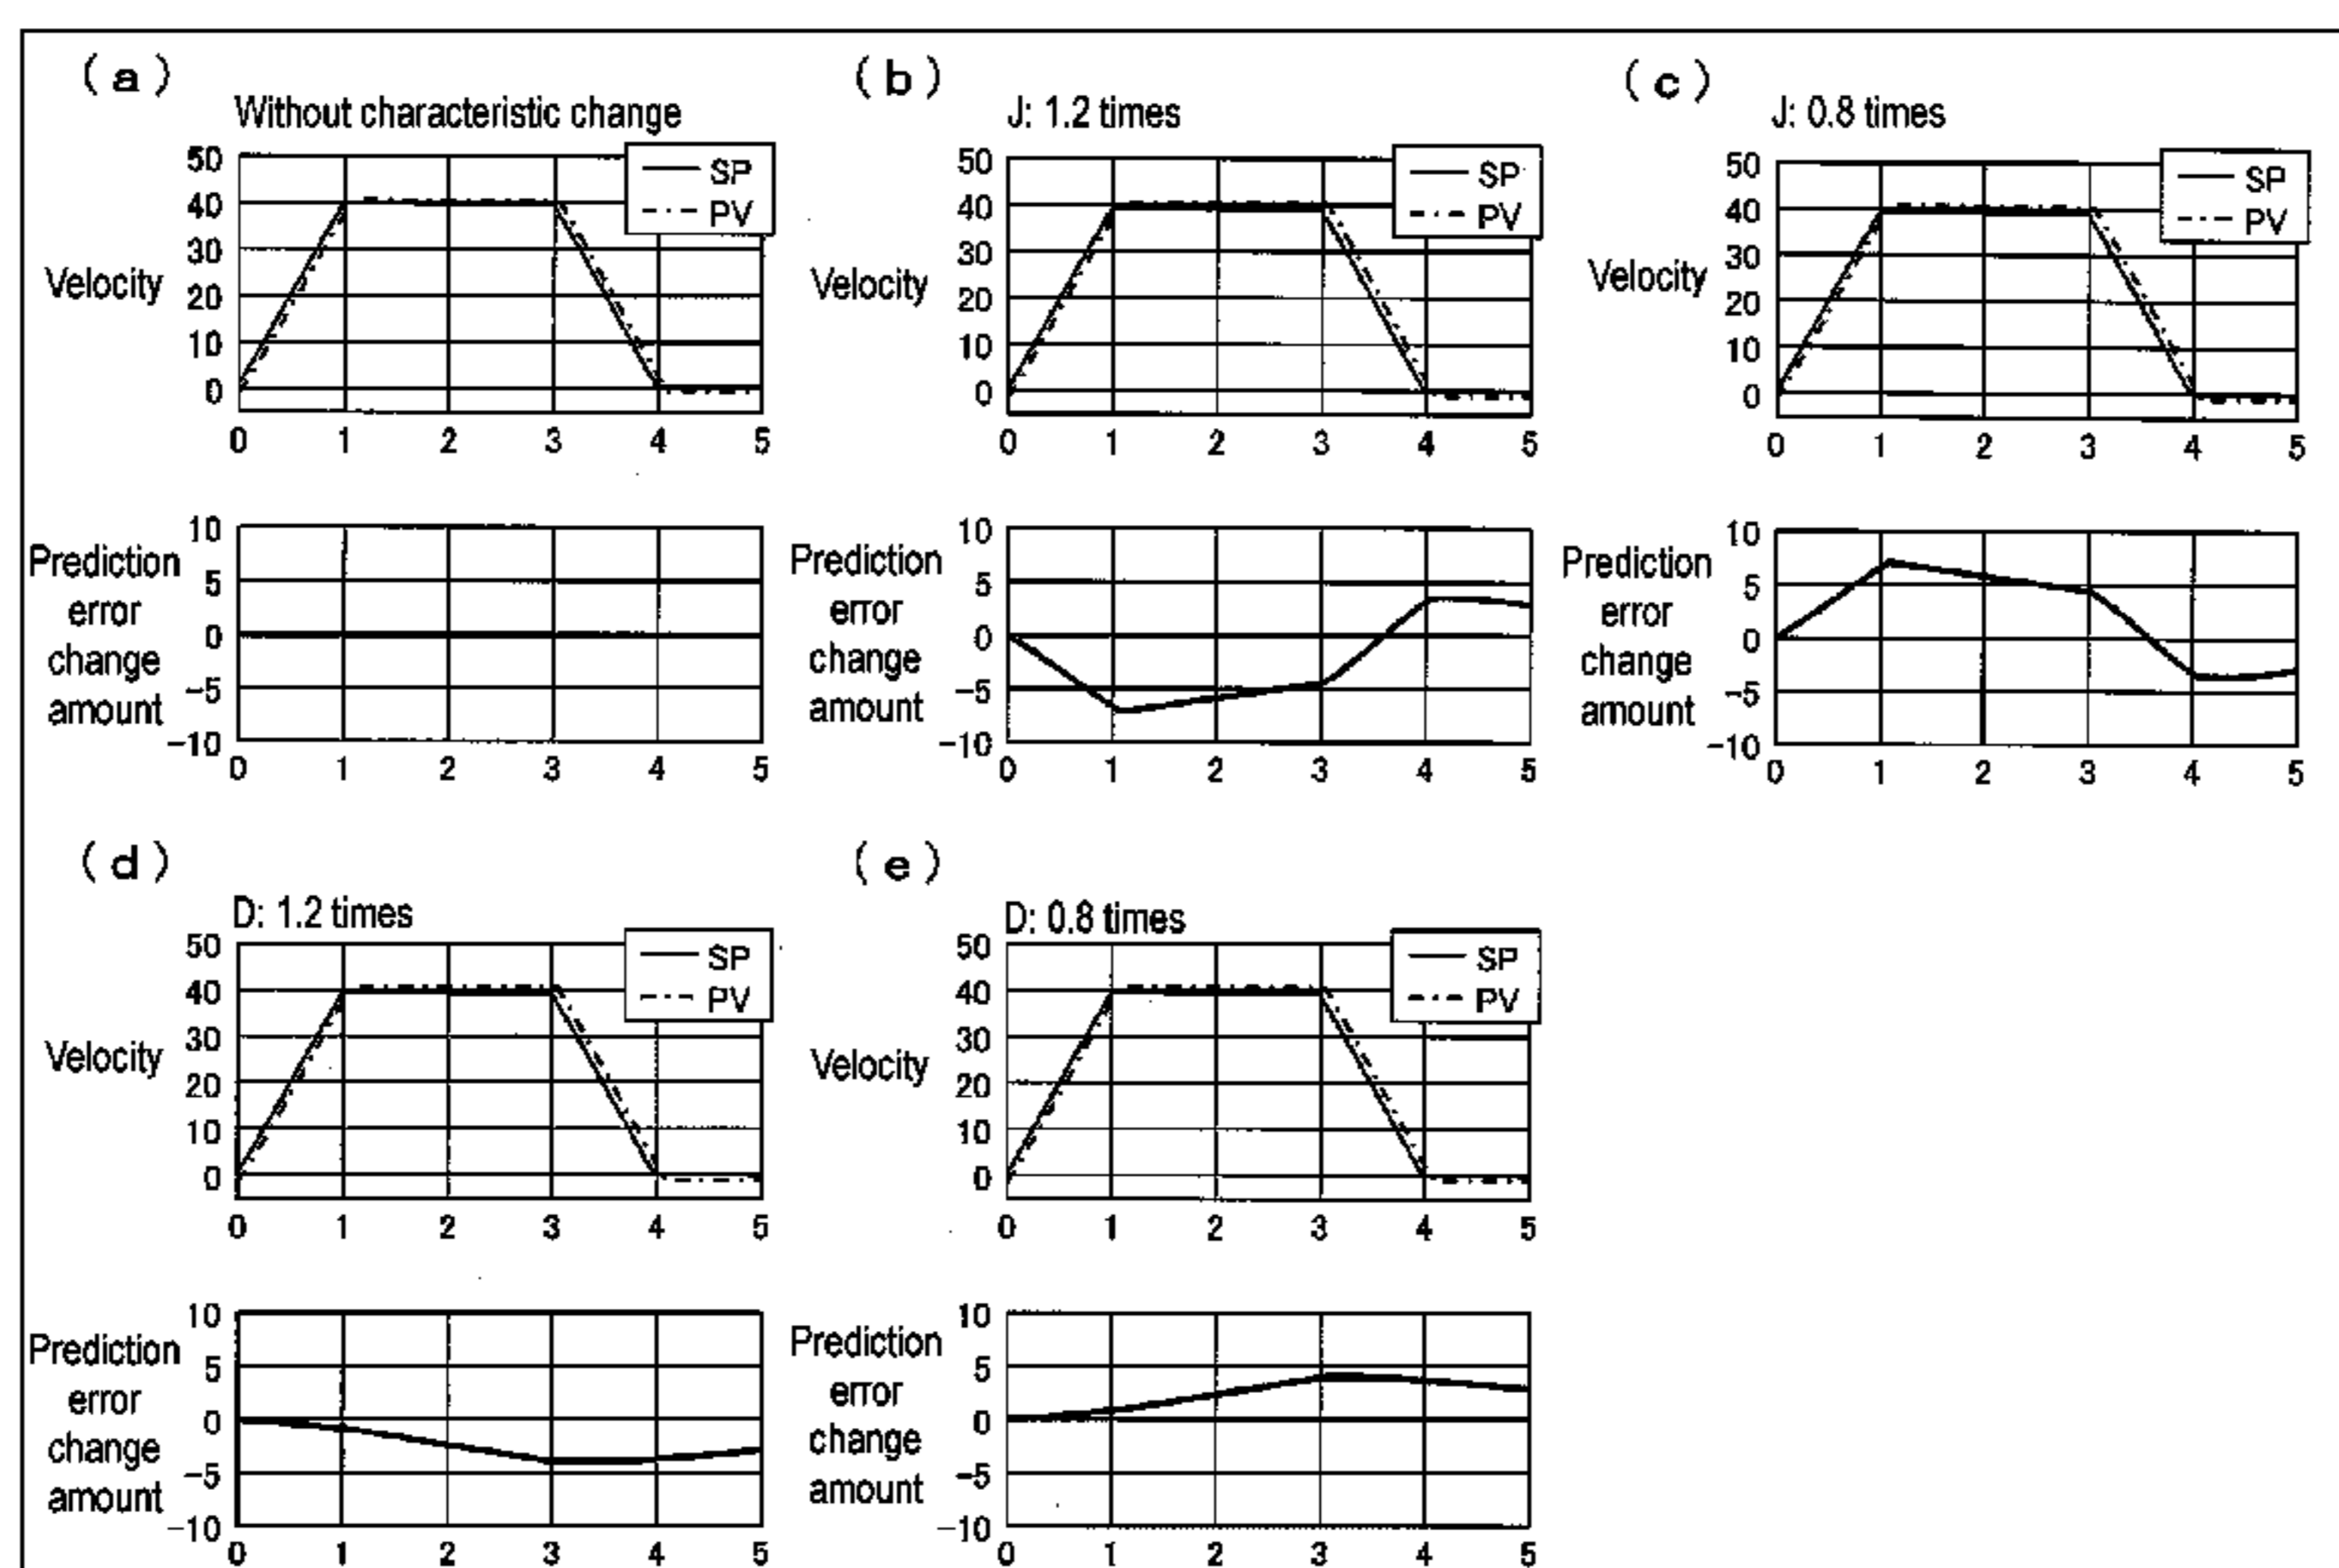 (a)
Without characteristic change
SP
PV
Velocity
50
40
30
20
10
0
0 1 2 3 4 5
Prediction
error
change
amount
10
5
0
-5
-10
0 1 2 3 4 5
(b)
J: 1.2 times
SP
PV
Velocity
50
40
30
20
10
0
0 1 2 3 4 5
Prediction
error
change
amount
10
5
0
-5
-10
0 1 2 3 4 5
(c)
J: 0.8 times
SP
PV
Velocity
50
40
30
20
10
0
0 1 2 3 4 5
Prediction
error
change
amount
10
5
0
-5
-10
0 1 2 3 4 5
(d)
D: 1.2 times
SP
PV
Velocity
50
40
30
20
10
0
0 1 2 3 4 5
Prediction
error
change
amount
10
5
0
-5
-10
0 1 2 3 4 5
(e)
D: 0.8 times
SP
PV
Velocity
50
40
30
20
10
0
0 1 2 3 4 5
Prediction
error
change
amount
10
5
0
-5
-10
0 1 2 3 4 5